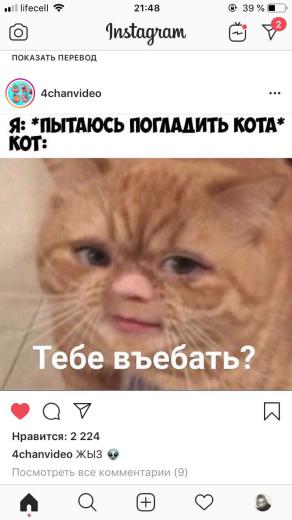 lifecell
21:48
39 %
Instagram
2
ПОКАЗАТЬ ПЕРЕВОД
4chanvideo
Я: *ПЫТАЮСЬ ПОГЛАДИТЬ КОТА*
КОТ:
Тебе въебать?
Нравится: 2 224
4chanvideo ЖЫЗ 👽
Посмотреть все комментарии (9)